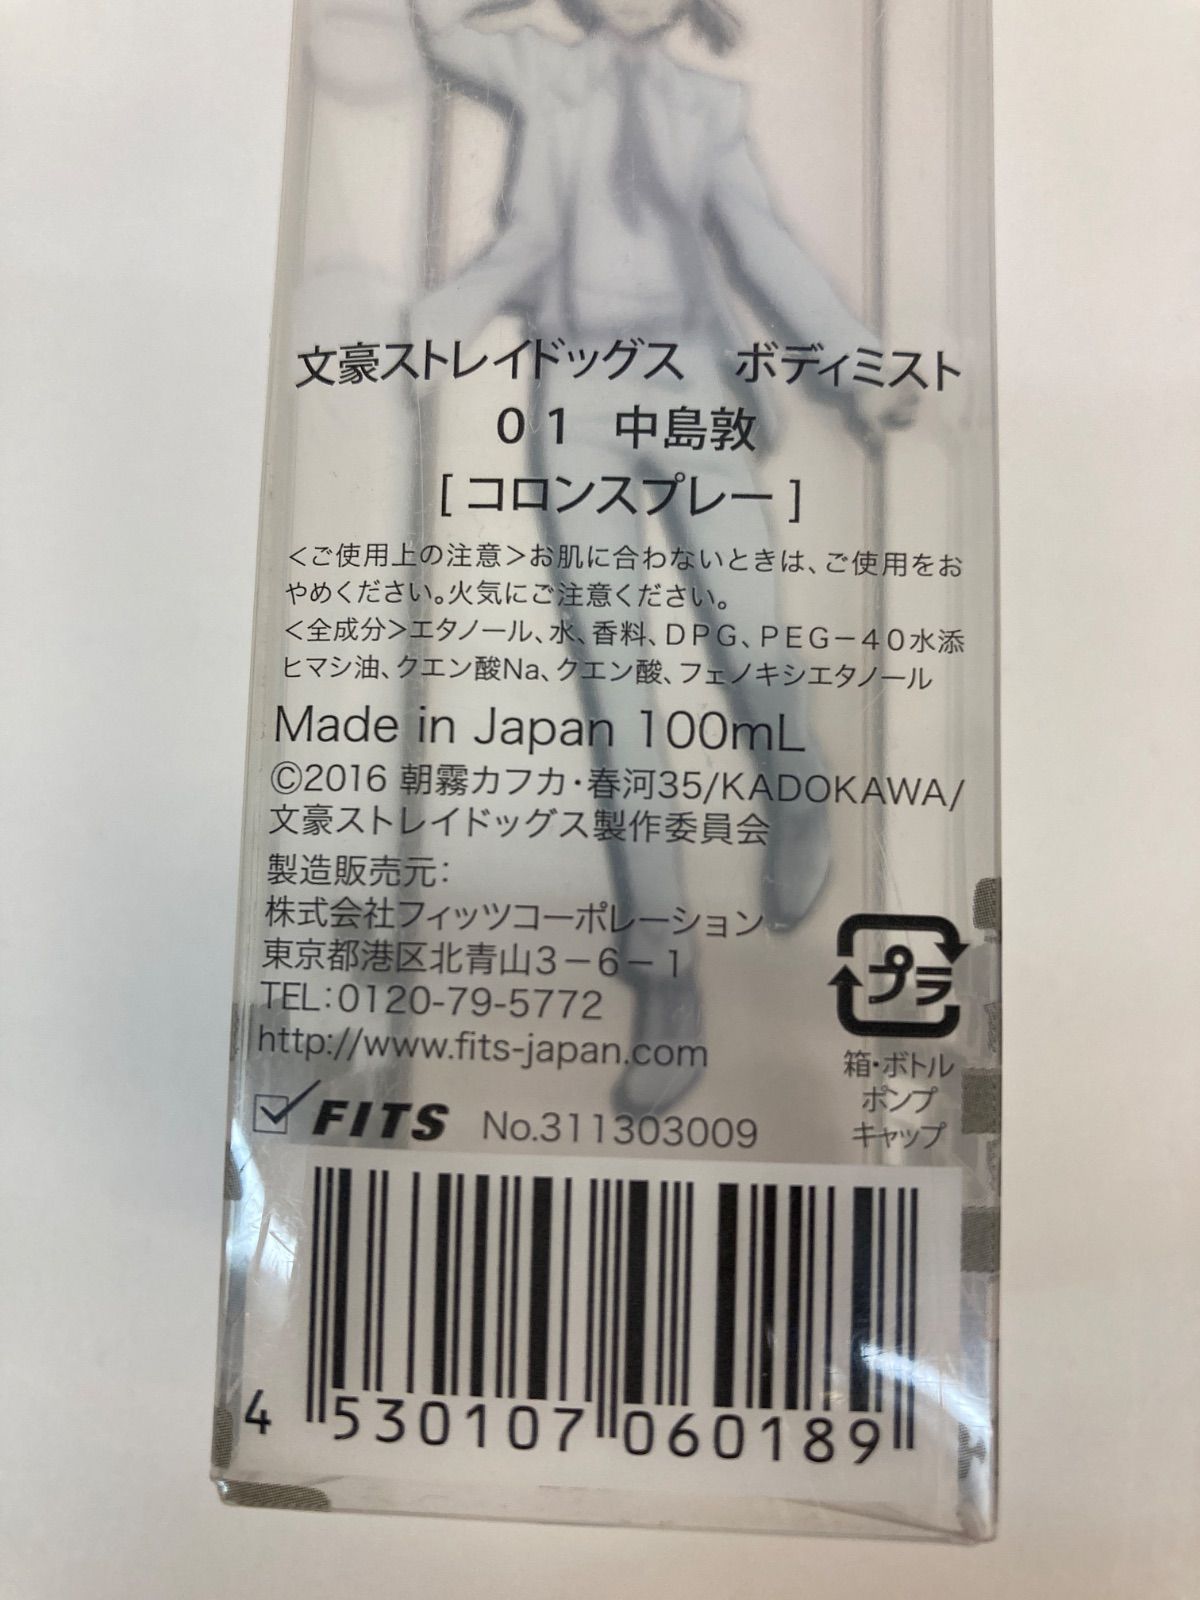 文豪ストレイドッグス　ボディミスト
０１　中島敦
[ コロンスプレー ]
＜ご使用上の注意＞お肌に合わないときは、ご使用をお
やめください。火気にご注意ください。
＜全成分＞エタノール、水、香料、ＤＰＧ、ＰＥＧ－４０水添
ヒマシ油、クエン酸Na、クエン酸、フェノキシエタノール
Made in Japan 100mL
©2016 朝霧カフカ・春河35/KADOKAWA/
文豪ストレイドッグス製作委員会
製造販売元：
株式会社フィッツコーポレーション
東京都港区北青山３－６－１
TEL：0120-79-5772
http://www.fits-japan.com
プラ
箱・ボトル
ポンプ
キャップ
FITS No.311303009
4 530107 060189